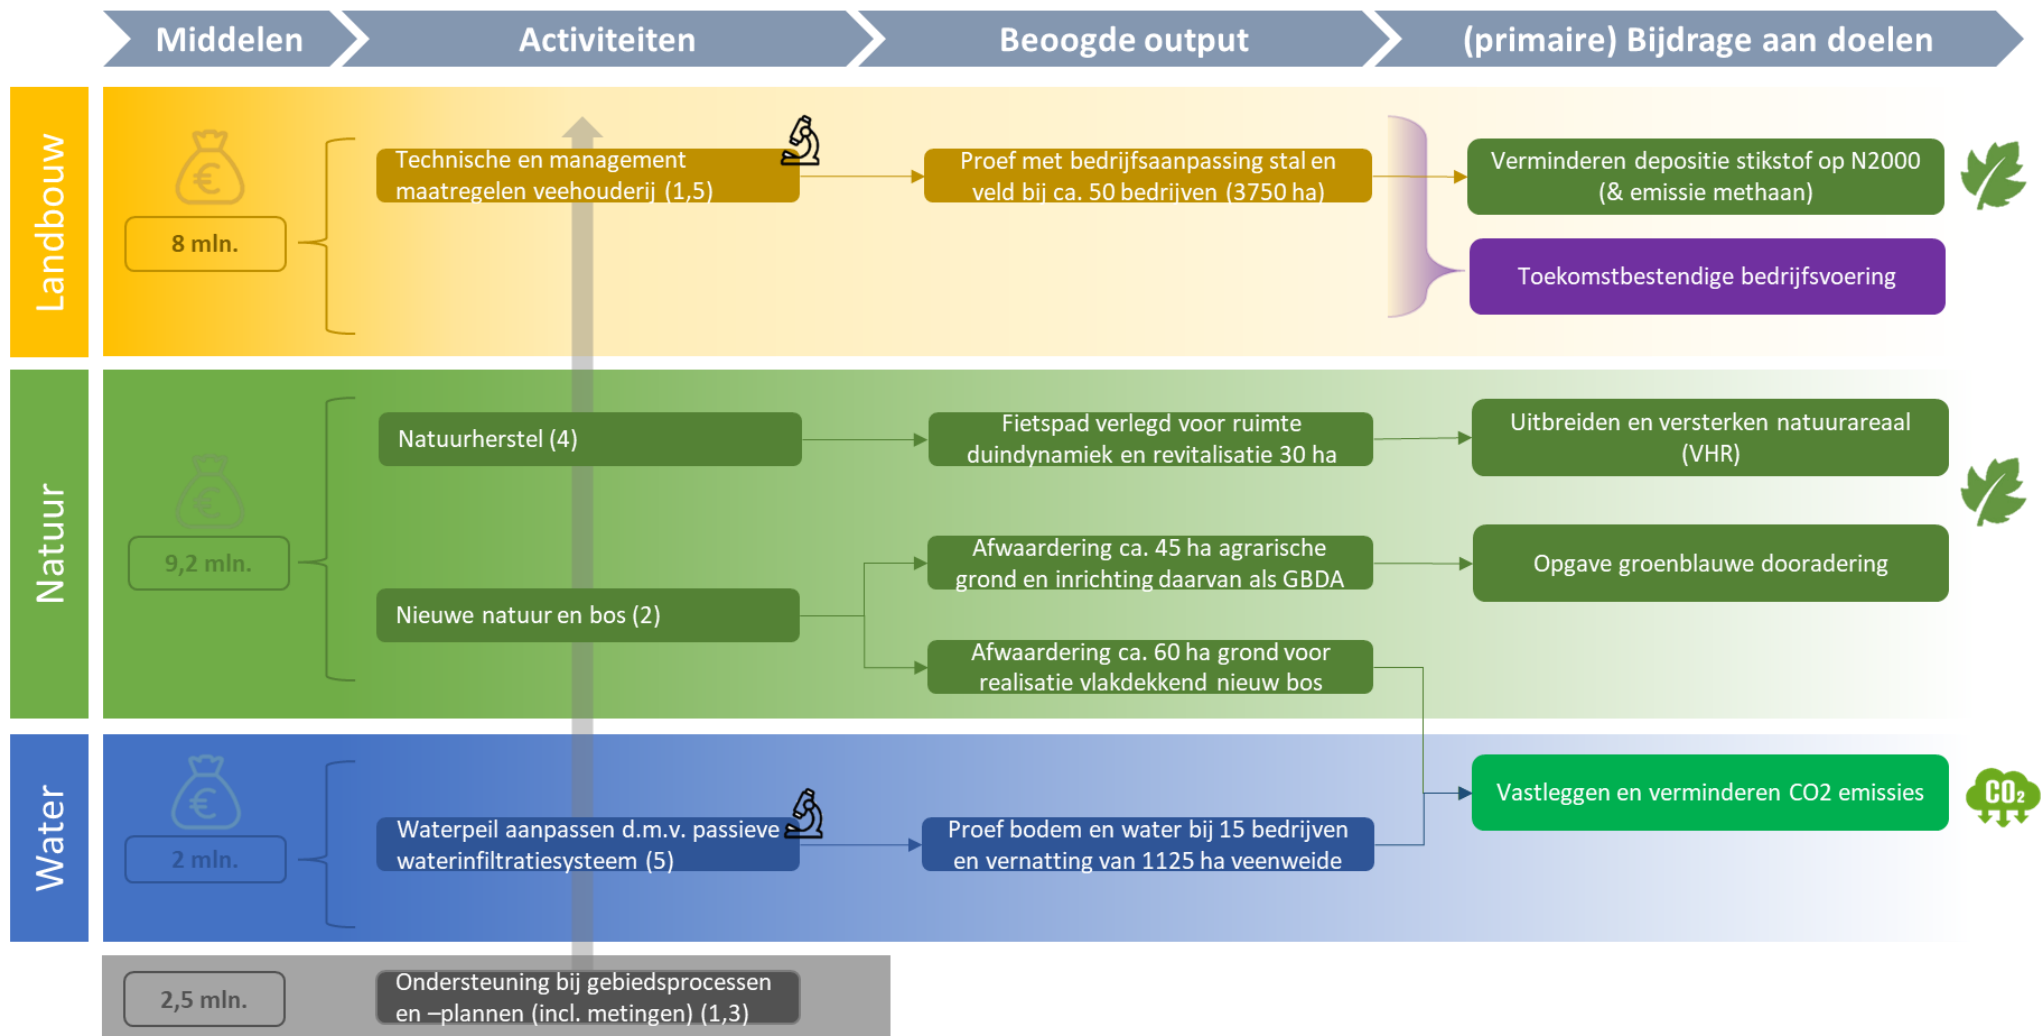 Middelen
Activiteiten
Beoogde output
(primaire) Bijdrage aan doelen
Landbouw
8 mln.
Technische en management
maatregelen veehouderij (1,5)
Proef met bedrijfsaanpassing stal en
veld bij ca. 50 bedrijven (3750 ha)
Verminderen depositie stikstof op N2000
(& emissie methaan)
Toekomstbestendige bedrijfsvoering
Natuur
9,2 mln.
Natuurherstel (4)
Fietspad verlegd voor ruimte
duindynamiek en revitalisatie 30 ha
Uitbreiden en versterken natuurareaal
(VHR)
Nieuwe natuur en bos (2)
Afwaardering ca. 45 ha agrarische
grond en inrichting daarvan als GBDA
Opgave groenblauwe dooradering
Afwaardering ca. 60 ha grond voor
realisatie vlakdekkend nieuw bos
Water
2 mln.
Waterpeil aanpassen d.m.v. passieve
waterinfiltratiesysteem (5)
Proef bodem en water bij 15 bedrijven
en vernatting van 1125 ha veenweide
Vastleggen en verminderen CO2 emissies
CO2
2,5 mln.
Ondersteuning bij gebiedsprocessen
en –plannen (incl. metingen) (1,3)